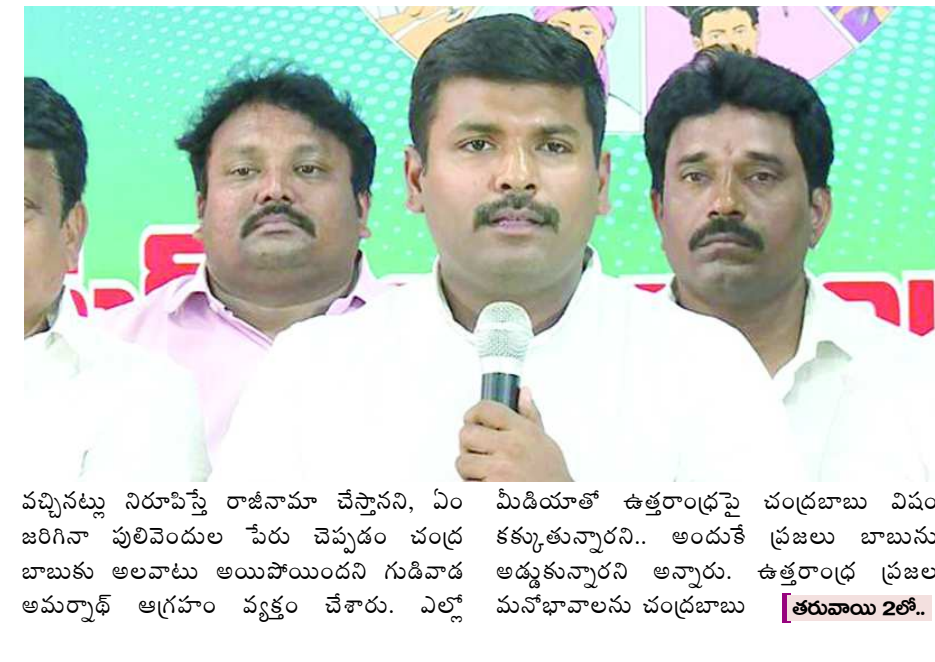 వచ్చినట్లు నిరూపిస్తే రాజీనామా చేస్తానని, ఏం
జరిగినా పులివెందుల పేరు చెప్పడం చంద్ర
బాబుకు అలవాటు అయిపోయిందని గుడివాడ
అమర్నాథ్ ఆగ్రహం వ్యక్తం చేశారు. ఎల్లో
మీడియాతో ఉత్తరాంధ్రపై చంద్రబాబు విషం
కక్కుతున్నారని.. అందుకే ప్రజలు బాబును
అడ్డుకున్నారని అన్నారు. ఉత్తరాంధ్ర ప్రజల
మనోభావాలను చంద్రబాబు
తరువాయి 2లో..